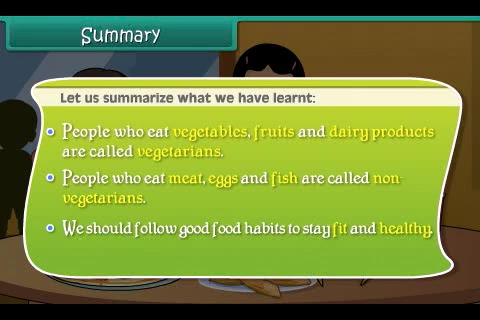 Summary
Let us summarize what we have learnt:
People who eat vegetables, fruits and dairy products
are called vegetarians.
People who eat meat, eggs and fish are called non-
vegetarians.
We should follow good food habits to stay fit and healthy.